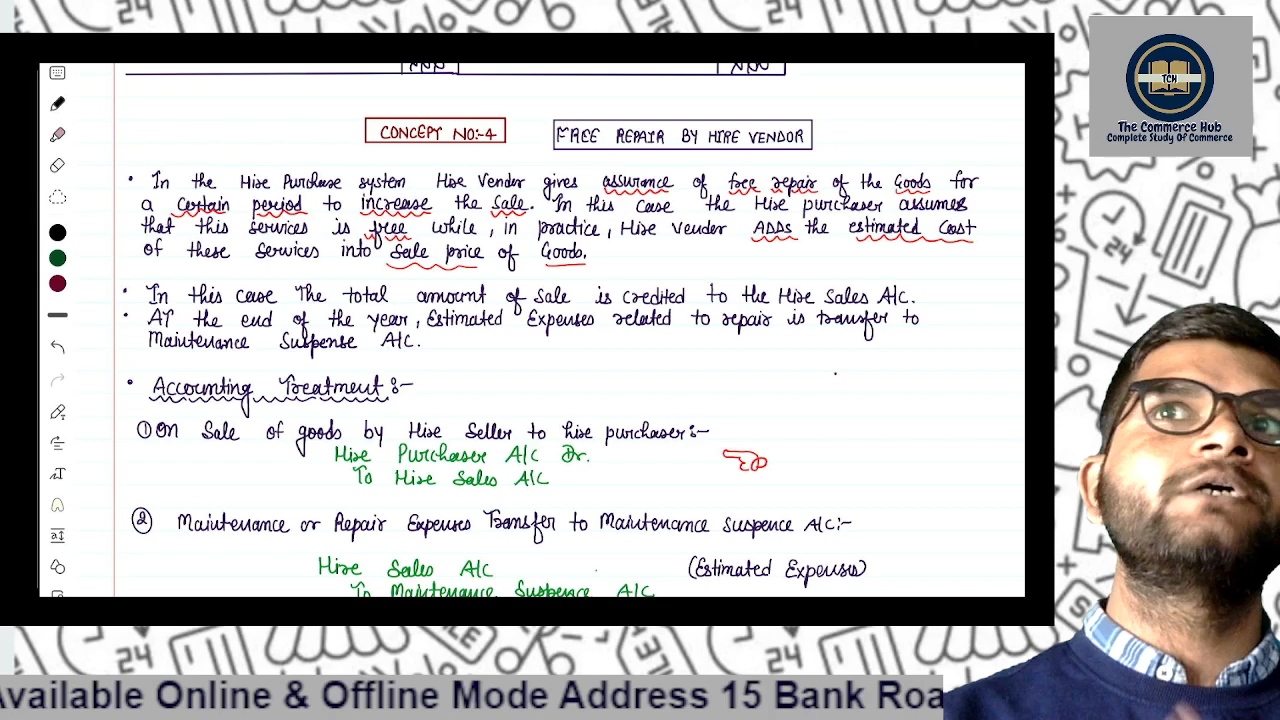 TCH
The Commerce Hub
Complete Study Of Commerce
CONCEPT NO:-4
FREE REPAIR BY HIRE VENDOR
• In the Hire Purchase system Hire Vendor gives assurance of free repair of the Goods for
a certain period to increase the Sale. In this case the Hire purchaser assumes
that this services is free while, in practice, Hire Vender ADDs the estimated cost
of these services into Sale price of Goods.
• In this case The total amount of Sale is credited to the Hire Sales A/C.
• AT the end of the year, Estimated Expenses related to repair is transfer to
Maintenance Suspense A/C.
• Accounting Treatment:-
① On Sale of goods by Hire Seller to hire purchaser:-
Hire Purchaser A/C Dr.
To Hire Sales A/C
② Maintenance or Repair Expenses Transfer to Maintenance Suspence A/C:-
Hire Sales A/C (Estimated Expenses)
To Maintenance Suspence A/C
Available Online & Offline Mode Address 15 Bank Roa